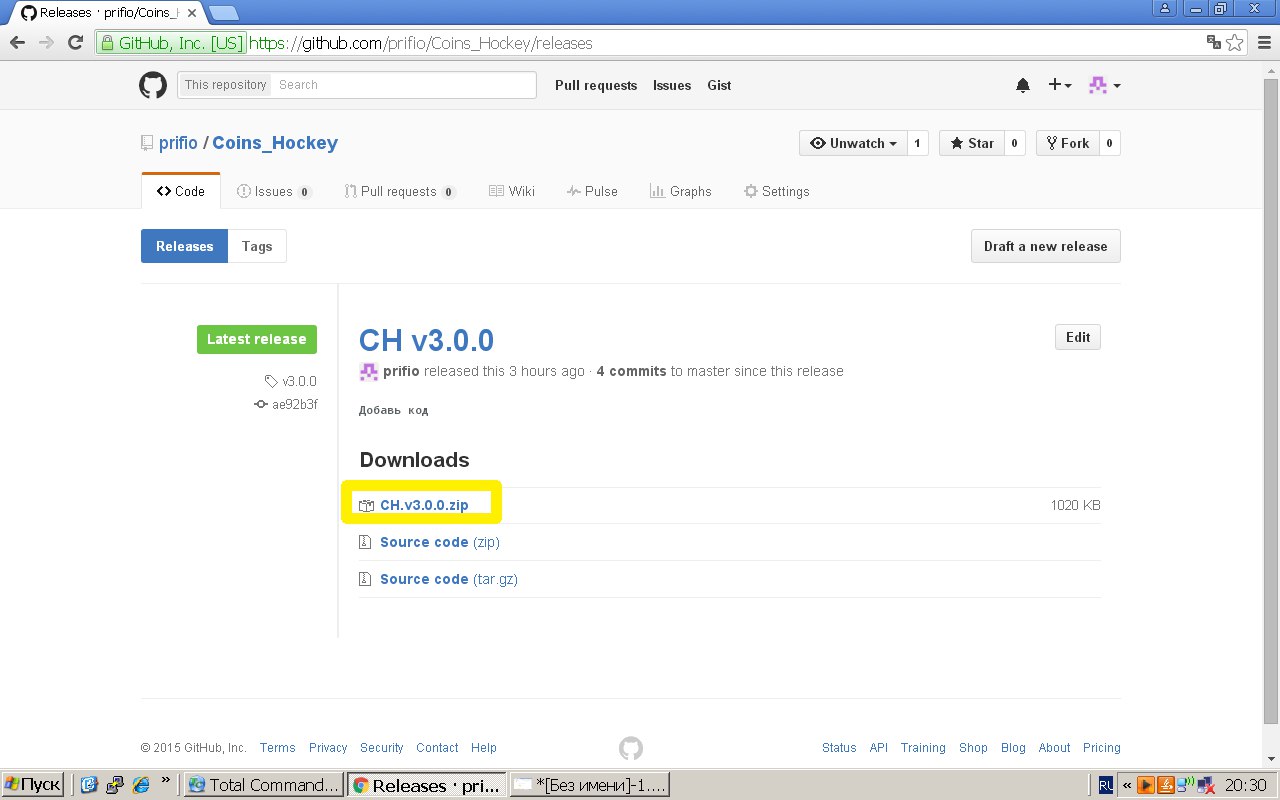 Releases · prifio/Coins_H
GitHub, Inc. [US] https://github.com/prifio/Coins_Hockey/releases
This repository Search Pull requests Issues Gist
prifio / Coins_Hockey Unwatch 1 Star 0 Fork 0
Code Issues 0 Pull requests 0 Wiki Pulse Graphs Settings
Releases Tags Draft a new release
Latest release CH v3.0.0 Edit
prifio released this 3 hours ago · 4 commits to master since this release
v3.0.0
ae92b3f
Добавь код
Downloads
CH.v3.0.0.zip 1020 KB
Source code (zip)
Source code (tar.gz)
© 2015 GitHub, Inc. Terms Privacy Security Contact Help Status API Training Shop Blog About Pricing
Пуск » Total Command... Releases · pri... *[Без имени]-1.... RU « 20:30